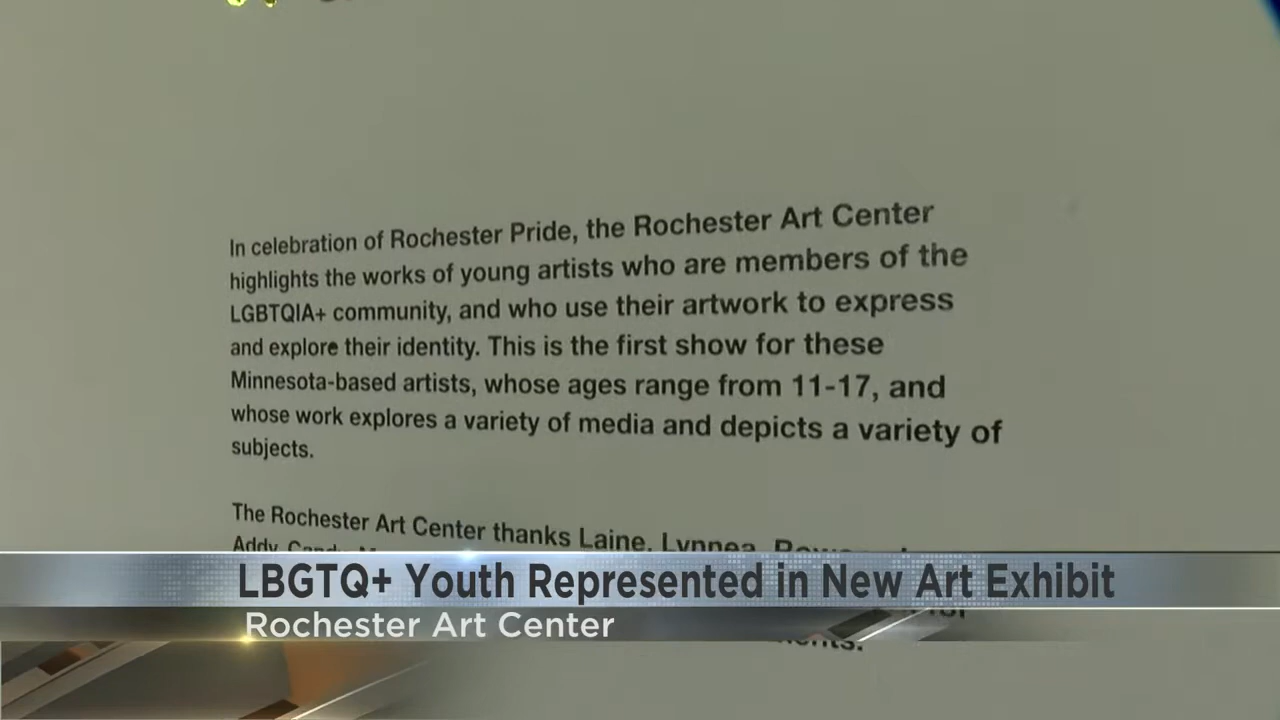 In celebration of Rochester Pride, the Rochester Art Center
highlights the works of young artists who are members of the
LGBTQIA+ community, and who use their artwork to express
and explore their identity. This is the first show for these
Minnesota-based artists, whose ages range from 11-17, and
whose work explores a variety of media and depicts a variety of
subjects.
The Rochester Art Center thanks Laine, Lynnea,
Addy,
LBGTQ+ Youth Represented in New Art Exhibit
Rochester Art Center